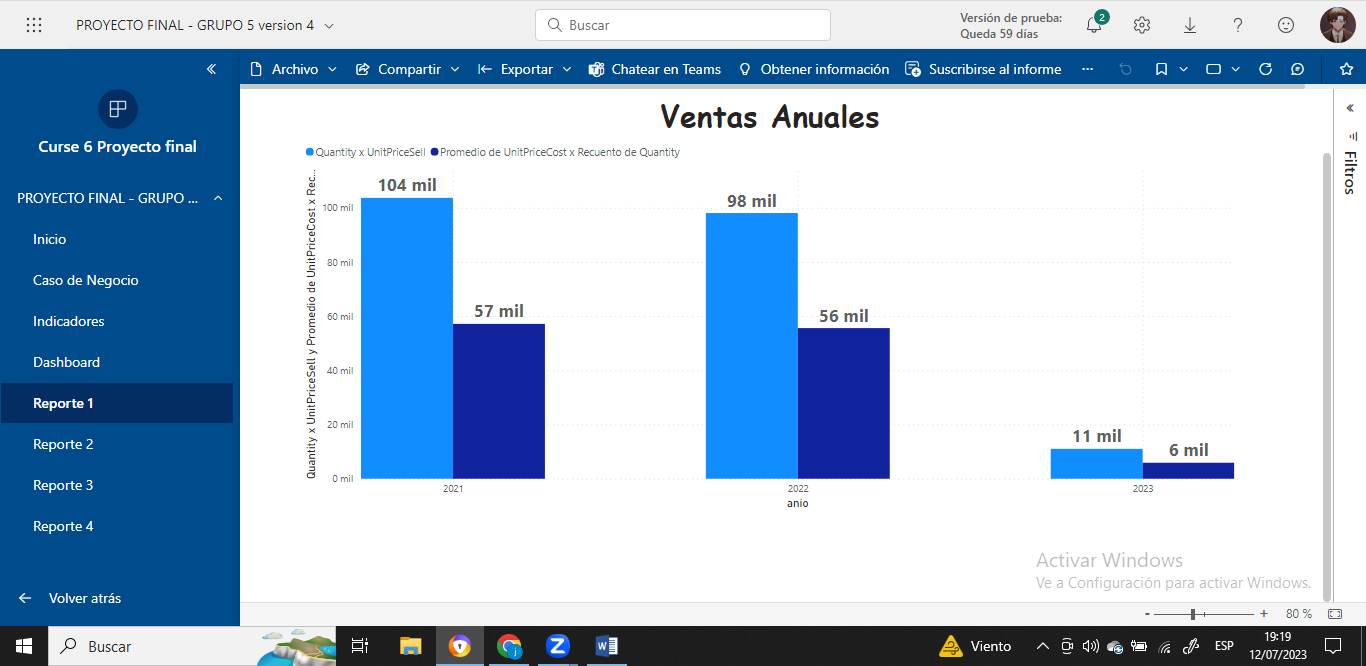 PROYECTO FINAL - GRUPO 5 version 4
Buscar
Versión de prueba:
Queda 59 días
2
Archivo
Compartir
Exportar
Chatear en Teams
Obtener información
Suscribirse al informe
Curse 6 Proyecto final
PROYECTO FINAL - GRUPO ...
Inicio
Caso de Negocio
Indicadores
Dashboard
Reporte 1
Reporte 2
Reporte 3
Reporte 4
Volver atrás
Ventas Anuales
Quantity x UnitPriceSell
Promedio de UnitPriceCost x Recuento de Quantity
Quantity x UnitPriceSell y Promedio de UnitPriceCost x Rec...
100 mil
80 mil
60 mil
40 mil
20 mil
0 mil
104 mil
57 mil
98 mil
56 mil
11 mil
6 mil
2021
2022
2023
anio
Filtros
Activar Windows
Ve a Configuración para activar Windows.
- + 80 %
Buscar
Viento
ESP
19:19
12/07/2023